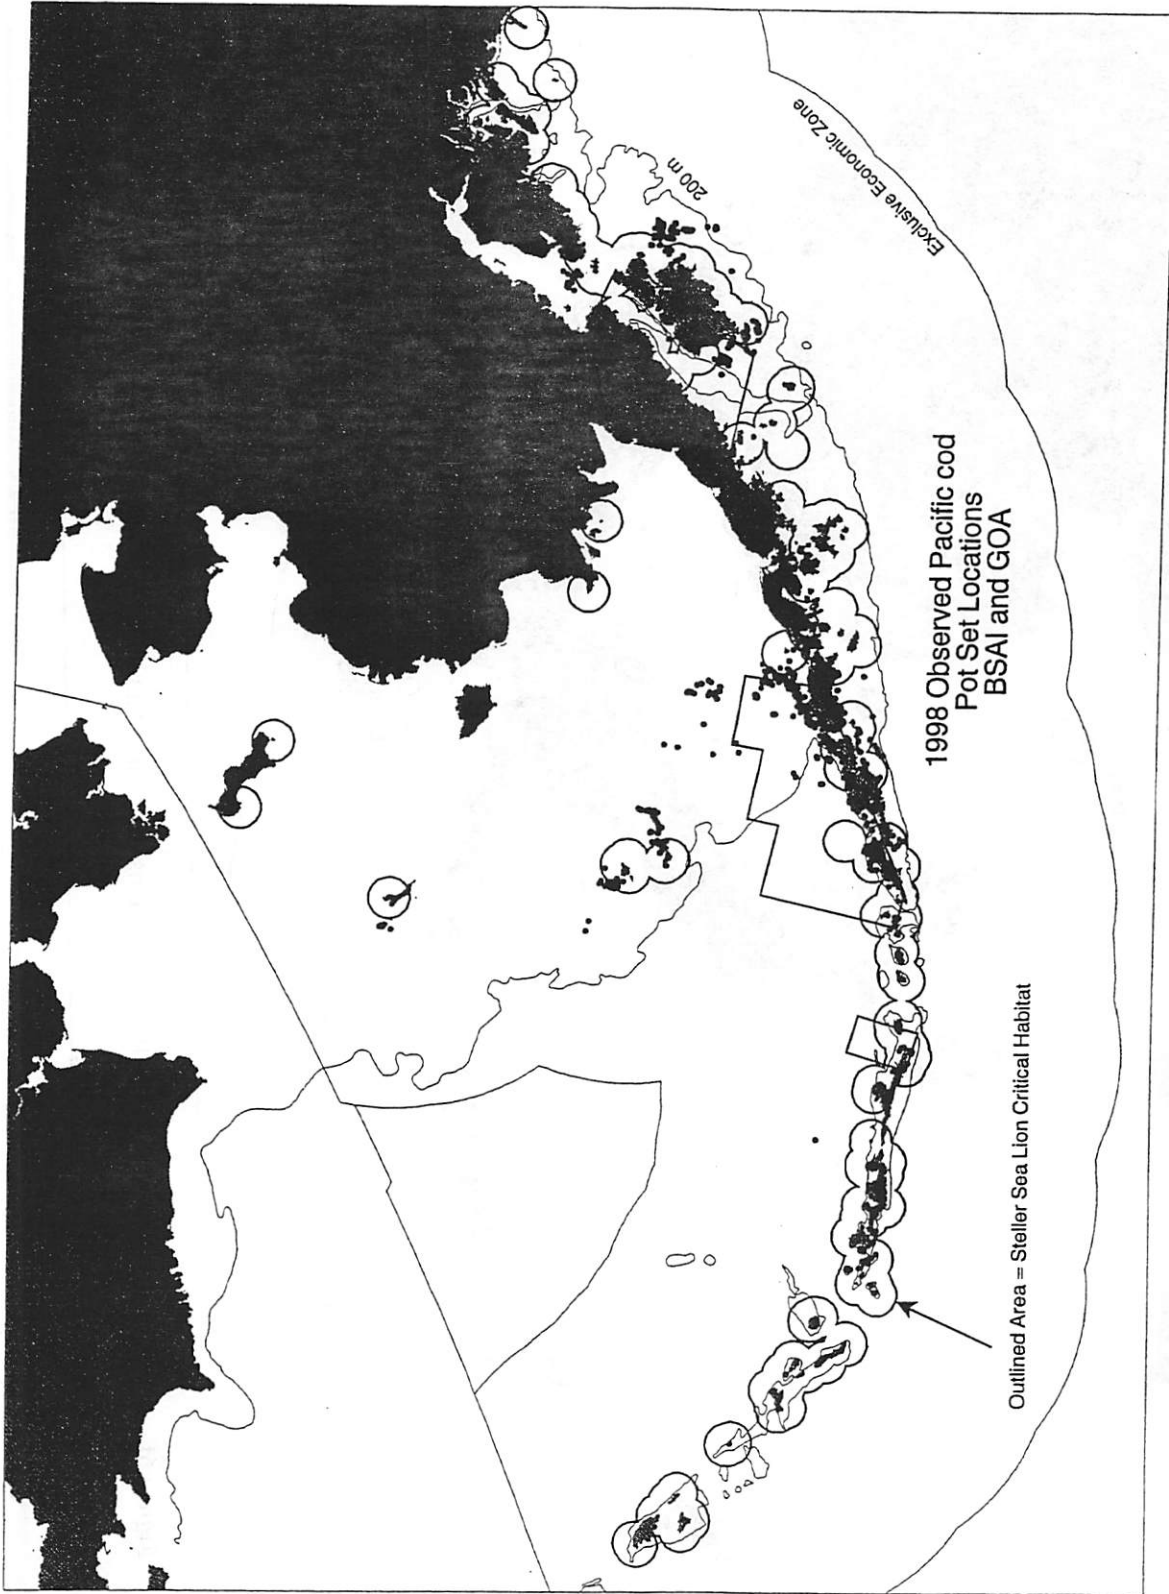 1998 Observed Pacific cod
Pot Set Locations
BSAI and GOA
Outlined Area = Steller Sea Lion Critical Habitat
200 m
Exclusive Economic Zone